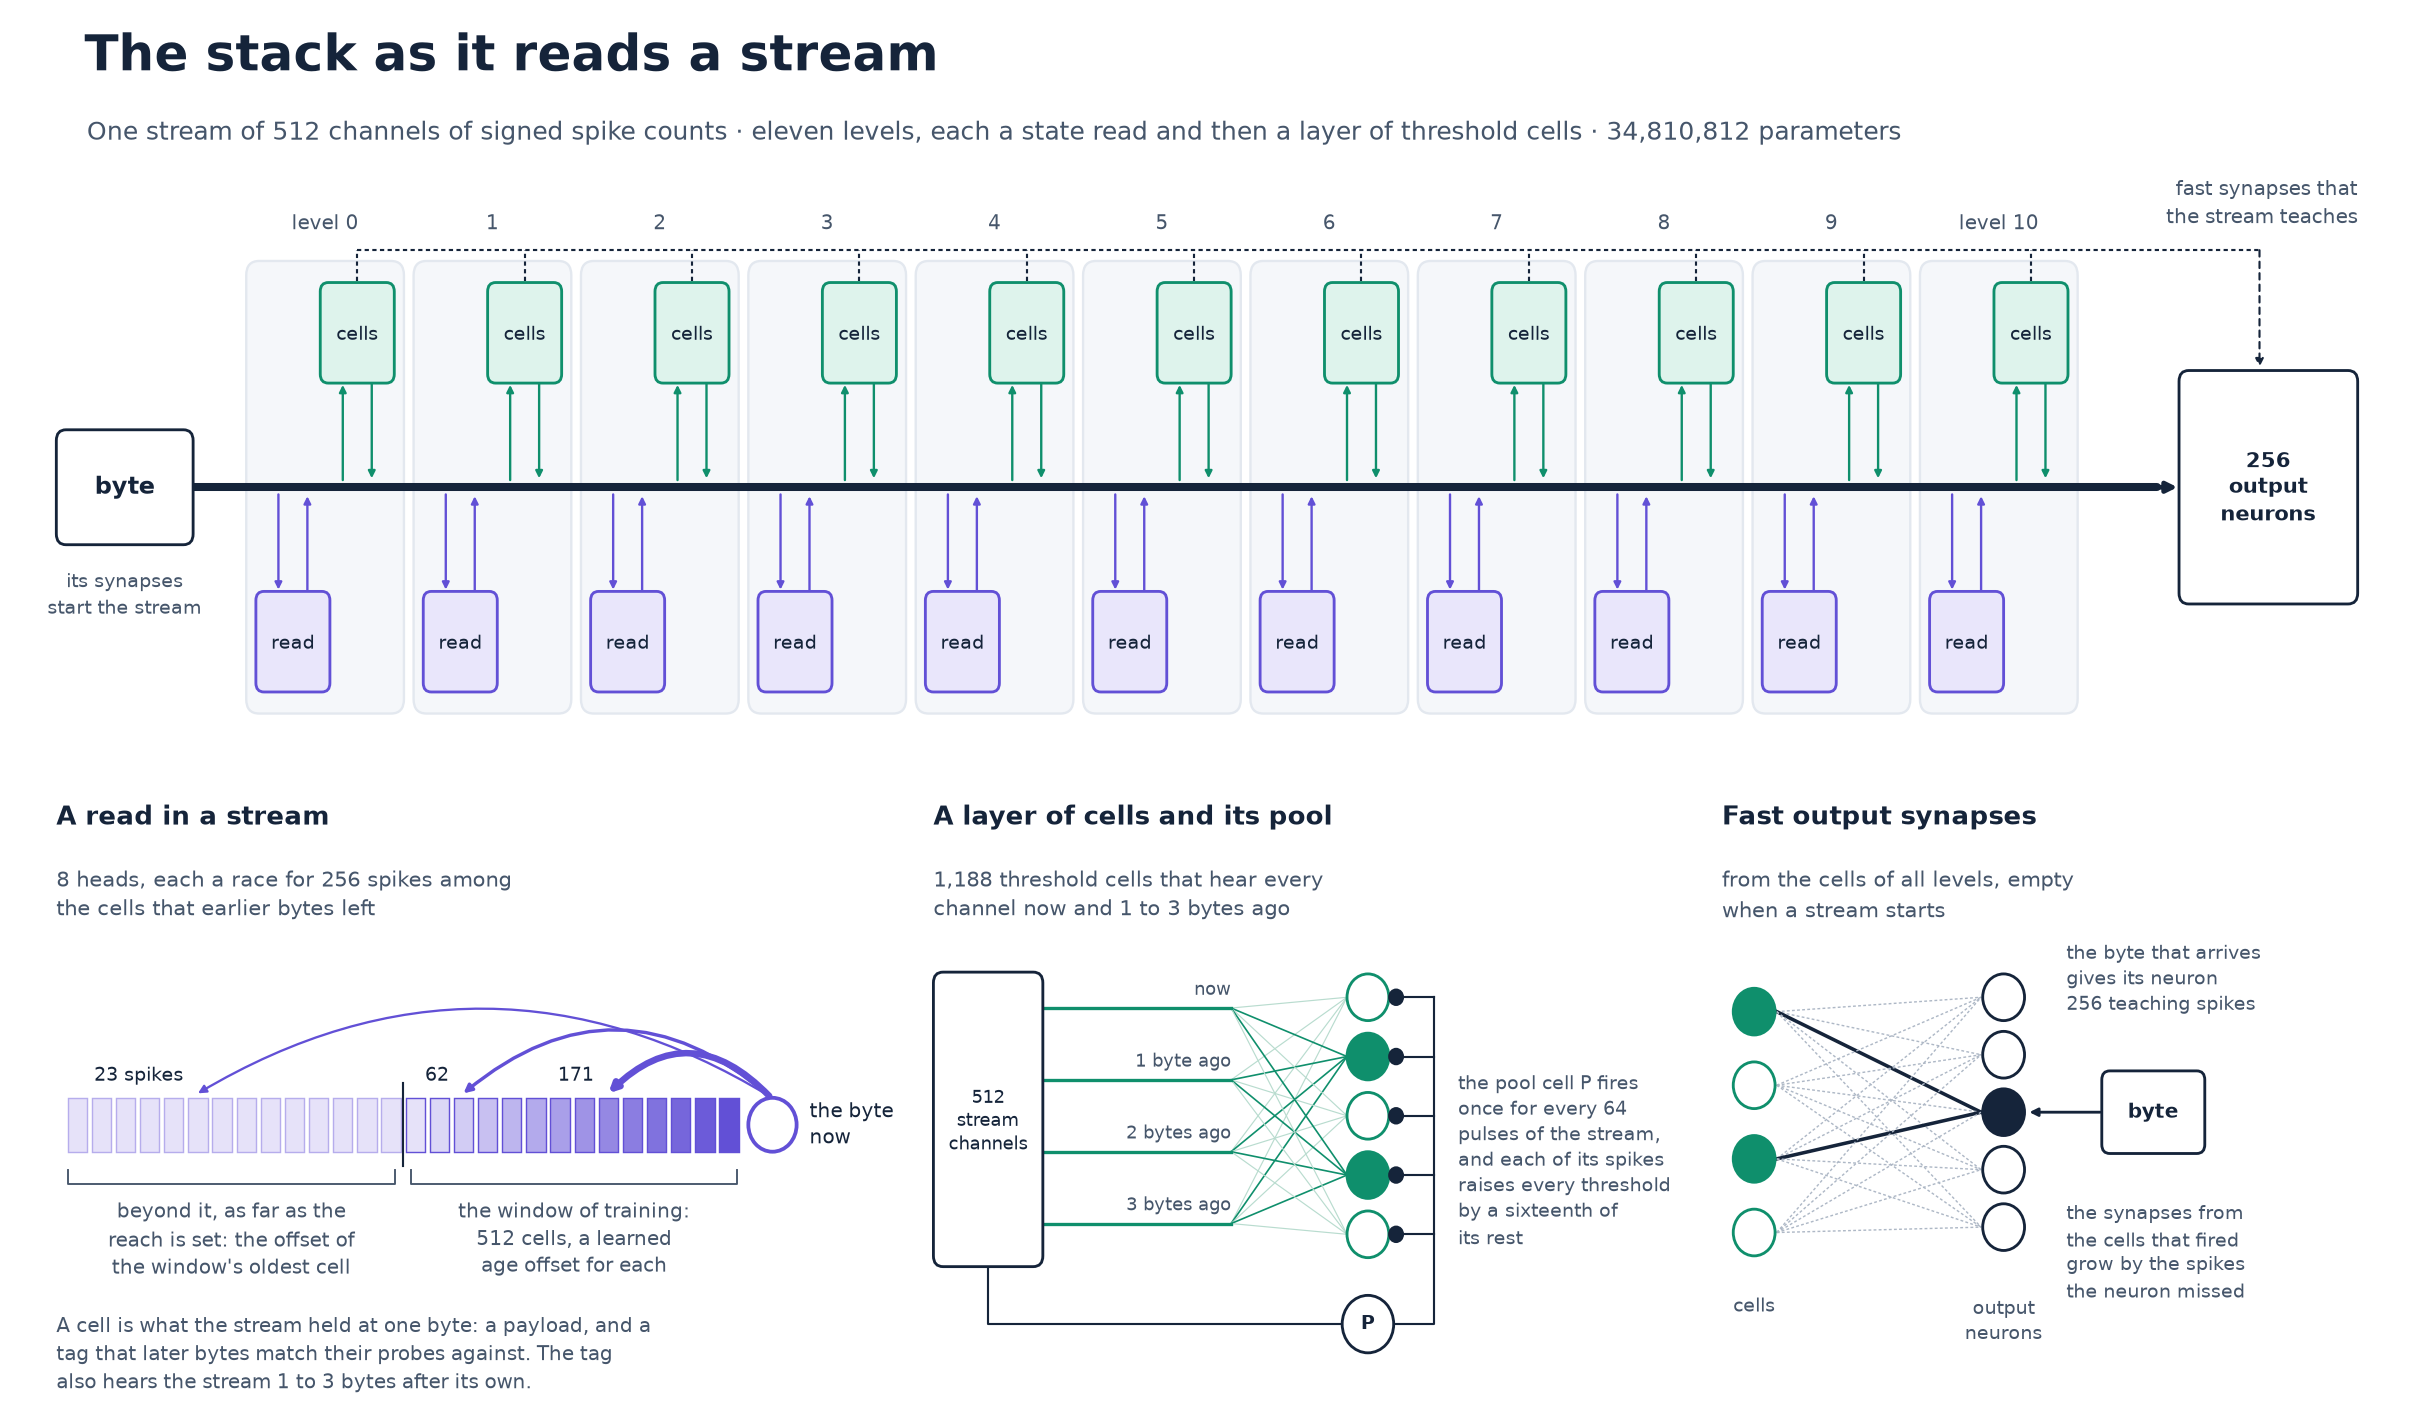 The stack as it reads a stream
One stream of 512 channels of signed spike counts · eleven levels, each a state read and then a layer of threshold cells · 34,810,812 parameters
fast synapses that
the stream teaches
level 0
1
2
3
4
5
6
7
8
9
level 10
cells
cells
cells
cells
cells
cells
cells
cells
cells
cells
cells
byte
its synapses
start the stream
256
output
neurons
read
read
read
read
read
read
read
read
read
read
read
A read in a stream
8 heads, each a race for 256 spikes among
the cells that earlier bytes left
23 spikes
62
171
the byte
now
beyond it, as far as the
reach is set: the offset of
the window's oldest cell
the window of training:
512 cells, a learned
age offset for each
A cell is what the stream held at one byte: a payload, and a
tag that later bytes match their probes against. The tag
also hears the stream 1 to 3 bytes after its own.
A layer of cells and its pool
1,188 threshold cells that hear every
channel now and 1 to 3 bytes ago
512
stream
channels
now
1 byte ago
2 bytes ago
3 bytes ago
P
the pool cell P fires
once for every 64
pulses of the stream,
and each of its spikes
raises every threshold
by a sixteenth of
its rest
Fast output synapses
from the cells of all levels, empty
when a stream starts
the byte that arrives
gives its neuron
256 teaching spikes
byte
the synapses from
the cells that fired
grow by the spikes
the neuron missed
cells
output
neurons